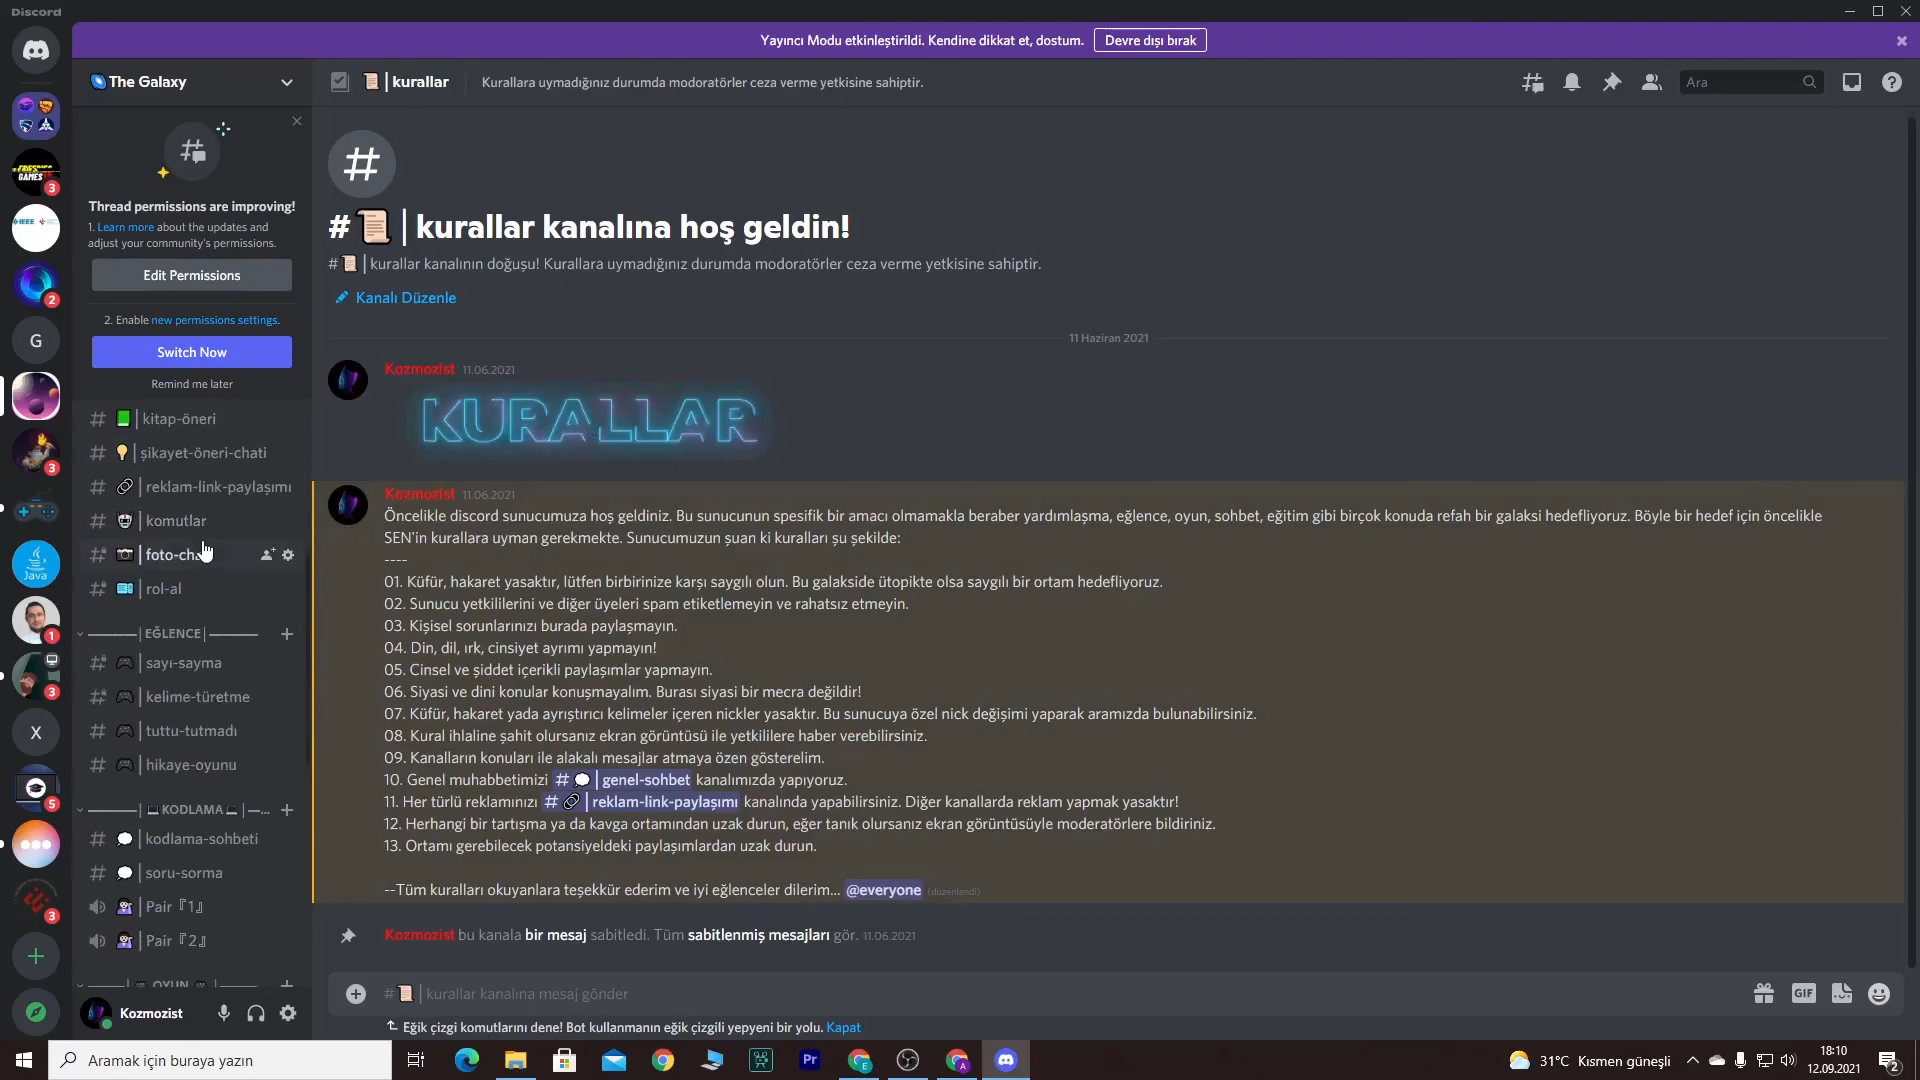 Discord
Yayıncı Modu etkinleştirildi. Kendine dikkat et, dostum. Devre dışı bırak
The Galaxy
| kurallar
Kurallara uymadığınız durumda modoratörler ceza verme yetkisine sahiptir.
Ara
Thread permissions are improving!
1. Learn more about the updates and
adjust your community's permissions.
Edit Permissions
2. Enable new permissions settings.
Switch Now
Remind me later
# | kitap-öneri
# | şikayet-öneri-chati
# | reklam-link-paylaşımı
# | komutlar
# | foto-cha
# | rol-al
| EĞLENCE |
# | sayı-sayma
# | kelime-türetme
# | tuttu-tutmadı
# | hikaye-oyunu
| KODLAMA | —...
# | kodlama-sohbeti
# | soru-sorma
Pair『1』
Pair『2』
| OYUN |
Kozmozist
FREE GAMES
3
IEEE
2
G
3
Java
1
3
X
5
3
#
# | kurallar kanalına hoş geldin!
# | kurallar kanalının doğuşu! Kurallara uymadığınız durumda modoratörler ceza verme yetkisine sahiptir.
Kanalı Düzenle
11 Haziran 2021
Kozmozist 11.06.2021
KURALLAR
Kozmozist 11.06.2021
Öncelikle discord sunucumuza hoş geldiniz. Bu sunucunun spesifik bir amacı olmamakla beraber yardımlaşma, eğlence, oyun, sohbet, eğitim gibi birçok konuda refah bir galaksi hedefliyoruz. Böyle bir hedef için öncelikle
SEN'in kurallara uyman gerekmekte. Sunucumuzun şuan ki kuralları şu şekilde:
----
01. Küfür, hakaret yasaktır, lütfen birbirinize karşı saygılı olun. Bu galakside ütopikte olsa saygılı bir ortam hedefliyoruz.
02. Sunucu yetkililerini ve diğer üyeleri spam etiketlemeyin ve rahatsız etmeyin.
03. Kişisel sorunlarınızı burada paylaşmayın.
04. Din, dil, ırk, cinsiyet ayrımı yapmayın!
05. Cinsel ve şiddet içerikli paylaşımlar yapmayın.
06. Siyasi ve dini konular konuşmayalım. Burası siyasi bir mecra değildir!
07. Küfür, hakaret yada ayrıştırıcı kelimeler içeren nickler yasaktır. Bu sunucuya özel nick değişimi yaparak aramızda bulunabilirsiniz.
08. Kural ihlaline şahit olursanız ekran görüntüsü ile yetkililere haber verebilirsiniz.
09. Kanalların konuları ile alakalı mesajlar atmaya özen gösterelim.
10. Genel muhabbetimizi # | genel-sohbet kanalımızda yapıyoruz.
11. Her türlü reklamınızı # | reklam-link-paylaşımı kanalında yapabilirsiniz. Diğer kanallarda reklam yapmak yasaktır!
12. Herhangi bir tartışma ya da kavga ortamından uzak durun, eğer tanık olursanız ekran görüntüsüyle moderatörlere bildiriniz.
13. Ortamı gerebilecek potansiyeldeki paylaşımlardan uzak durun.
--Tüm kuralları okuyanlara teşekkür ederim ve iyi eğlenceler dilerim... @everyone (düzenlendi)
Kozmozist bu kanala bir mesaj sabitledi. Tüm sabitlenmiş mesajları gör. 11.06.2021
# | kurallar kanalına mesaj gönder
GIF
Eğik çizgi komutlarını dene! Bot kullanmanın eğik çizgili yepyeni bir yolu. Kapat
Aramak için buraya yazın
Pr
E
A
31°C Kısmen güneşli
18:10
12.09.2021
2